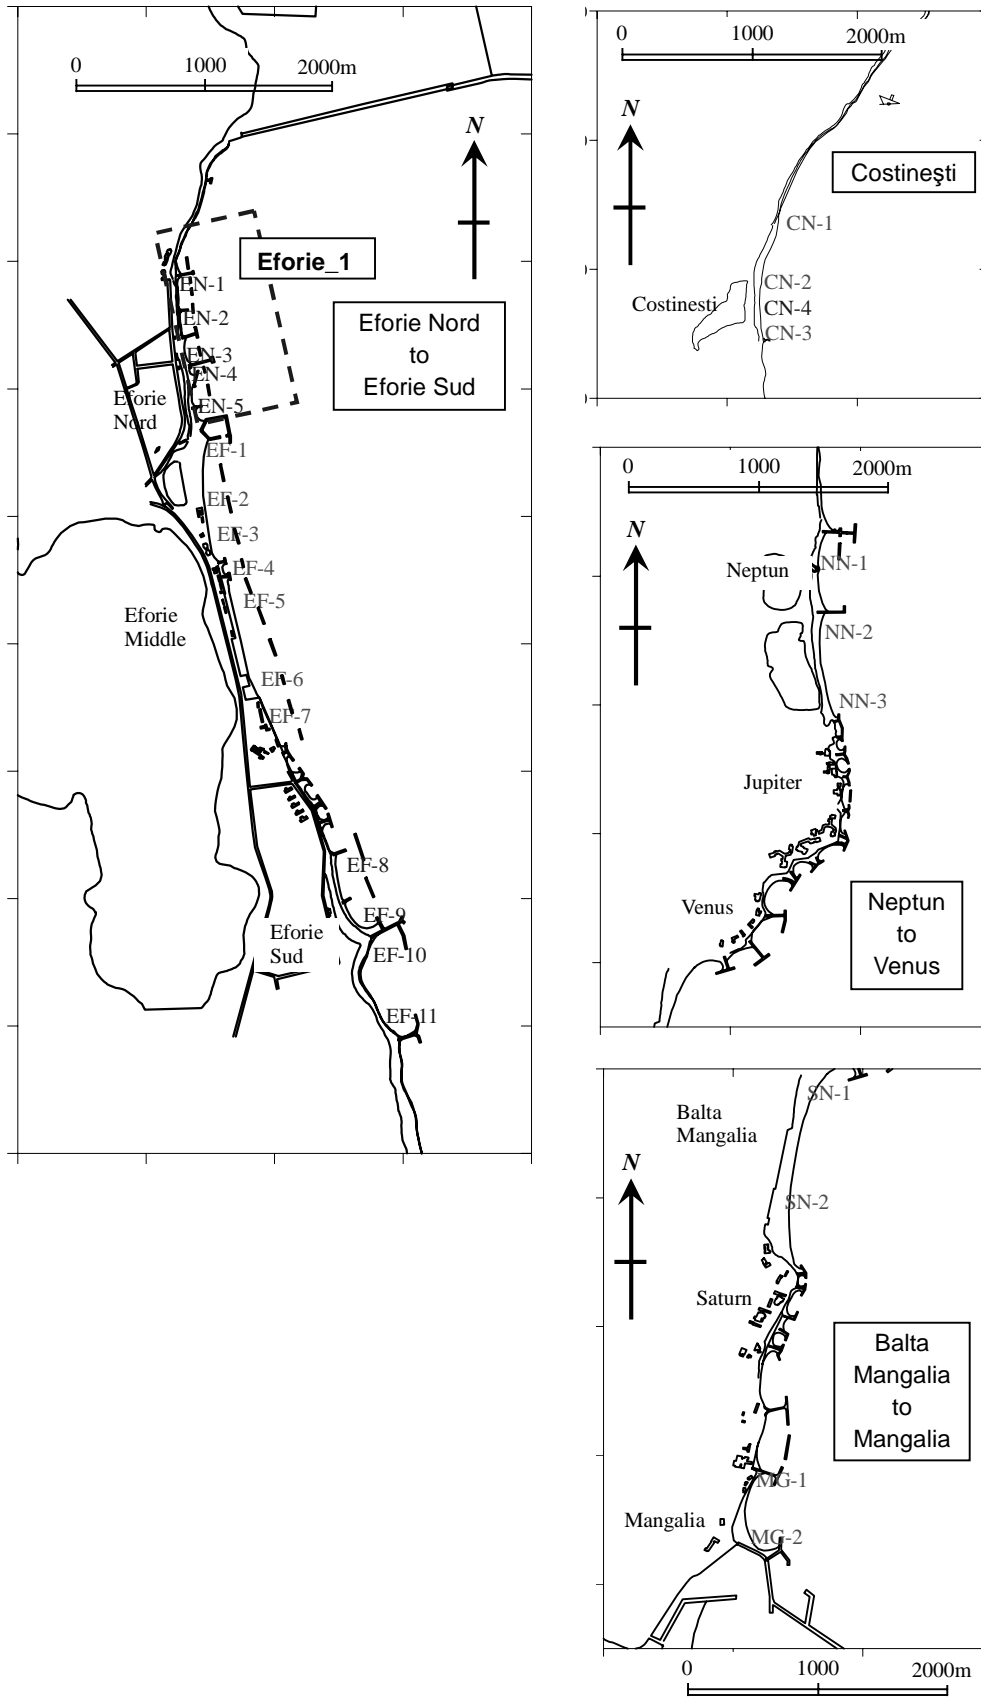 0
1000
2000m
N
Eforie_1
Eforie Nord
to
Eforie Sud
EN-1
EN-2
EN-3
EN-4
EN-5
Eforie
Nord
EF-1
EF-2
EF-3
EF-4
EF-5
Eforie
Middle
EF-6
EF-7
EF-8
EF-9
EF-10
EF-11
Eforie
Sud
0
1000
2000m
N
Costineşti
CN-1
CN-2
CN-4
CN-3
Costinesti
0
1000
2000m
N
Neptun
NN-1
NN-2
NN-3
Jupiter
Venus
Neptun
to
Venus
Balta
Mangalia
SN-1
N
SN-2
Saturn
Balta
Mangalia
to
Mangalia
MG-1
Mangalia
MG-2
0
1000
2000m